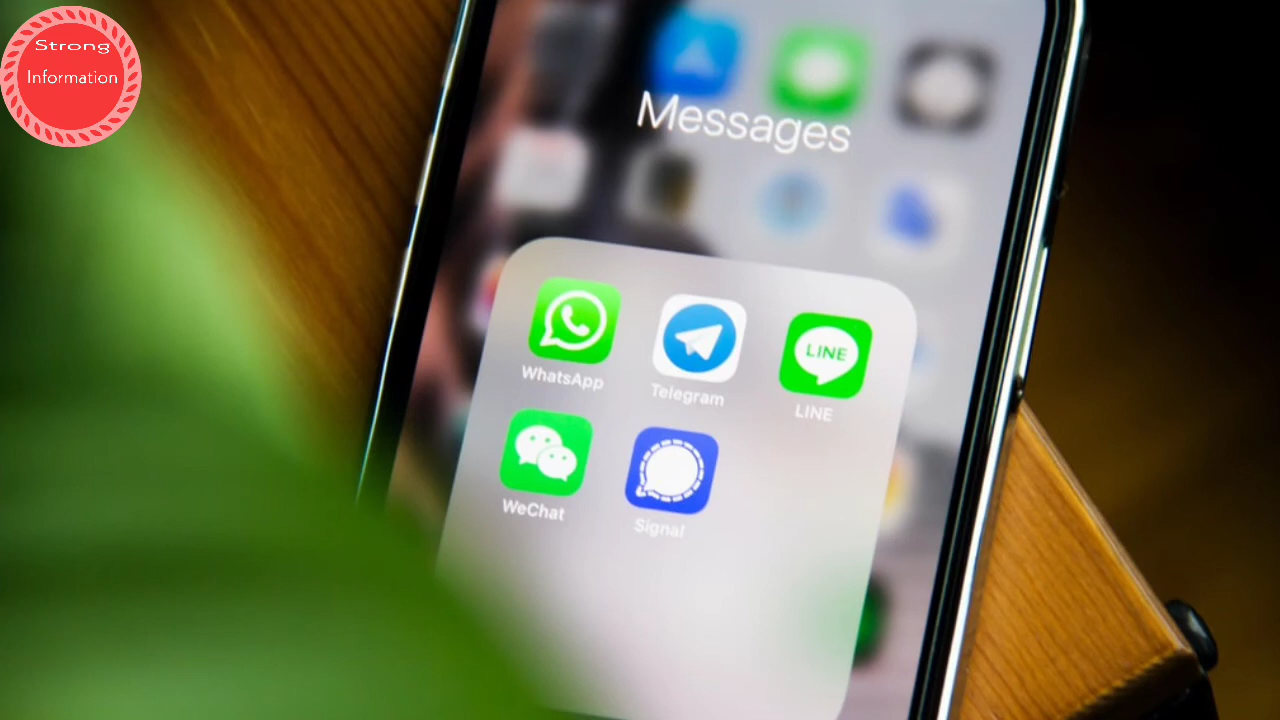 Strong
Information
Messages
WhatsApp
Telegram
LINE
LINE
WeChat
Signal